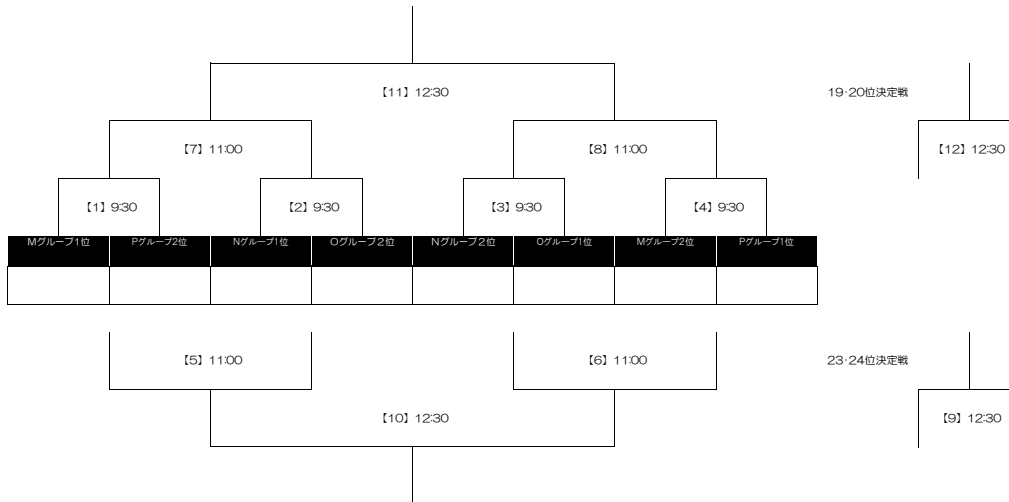 【11】 12:30
19・20位決定戦
【7】 11:00
【8】 11:00
【12】 12:30
【1】 9:30
【2】 9:30
【3】 9:30
【4】 9:30
Mグループ1位
Pグループ2位
Nグループ1位
Oグループ2位
Nグループ2位
Oグループ1位
Mグループ2位
Pグループ1位
【5】 11:00
【6】 11:00
23・24位決定戦
【10】 12:30
【9】 12:30